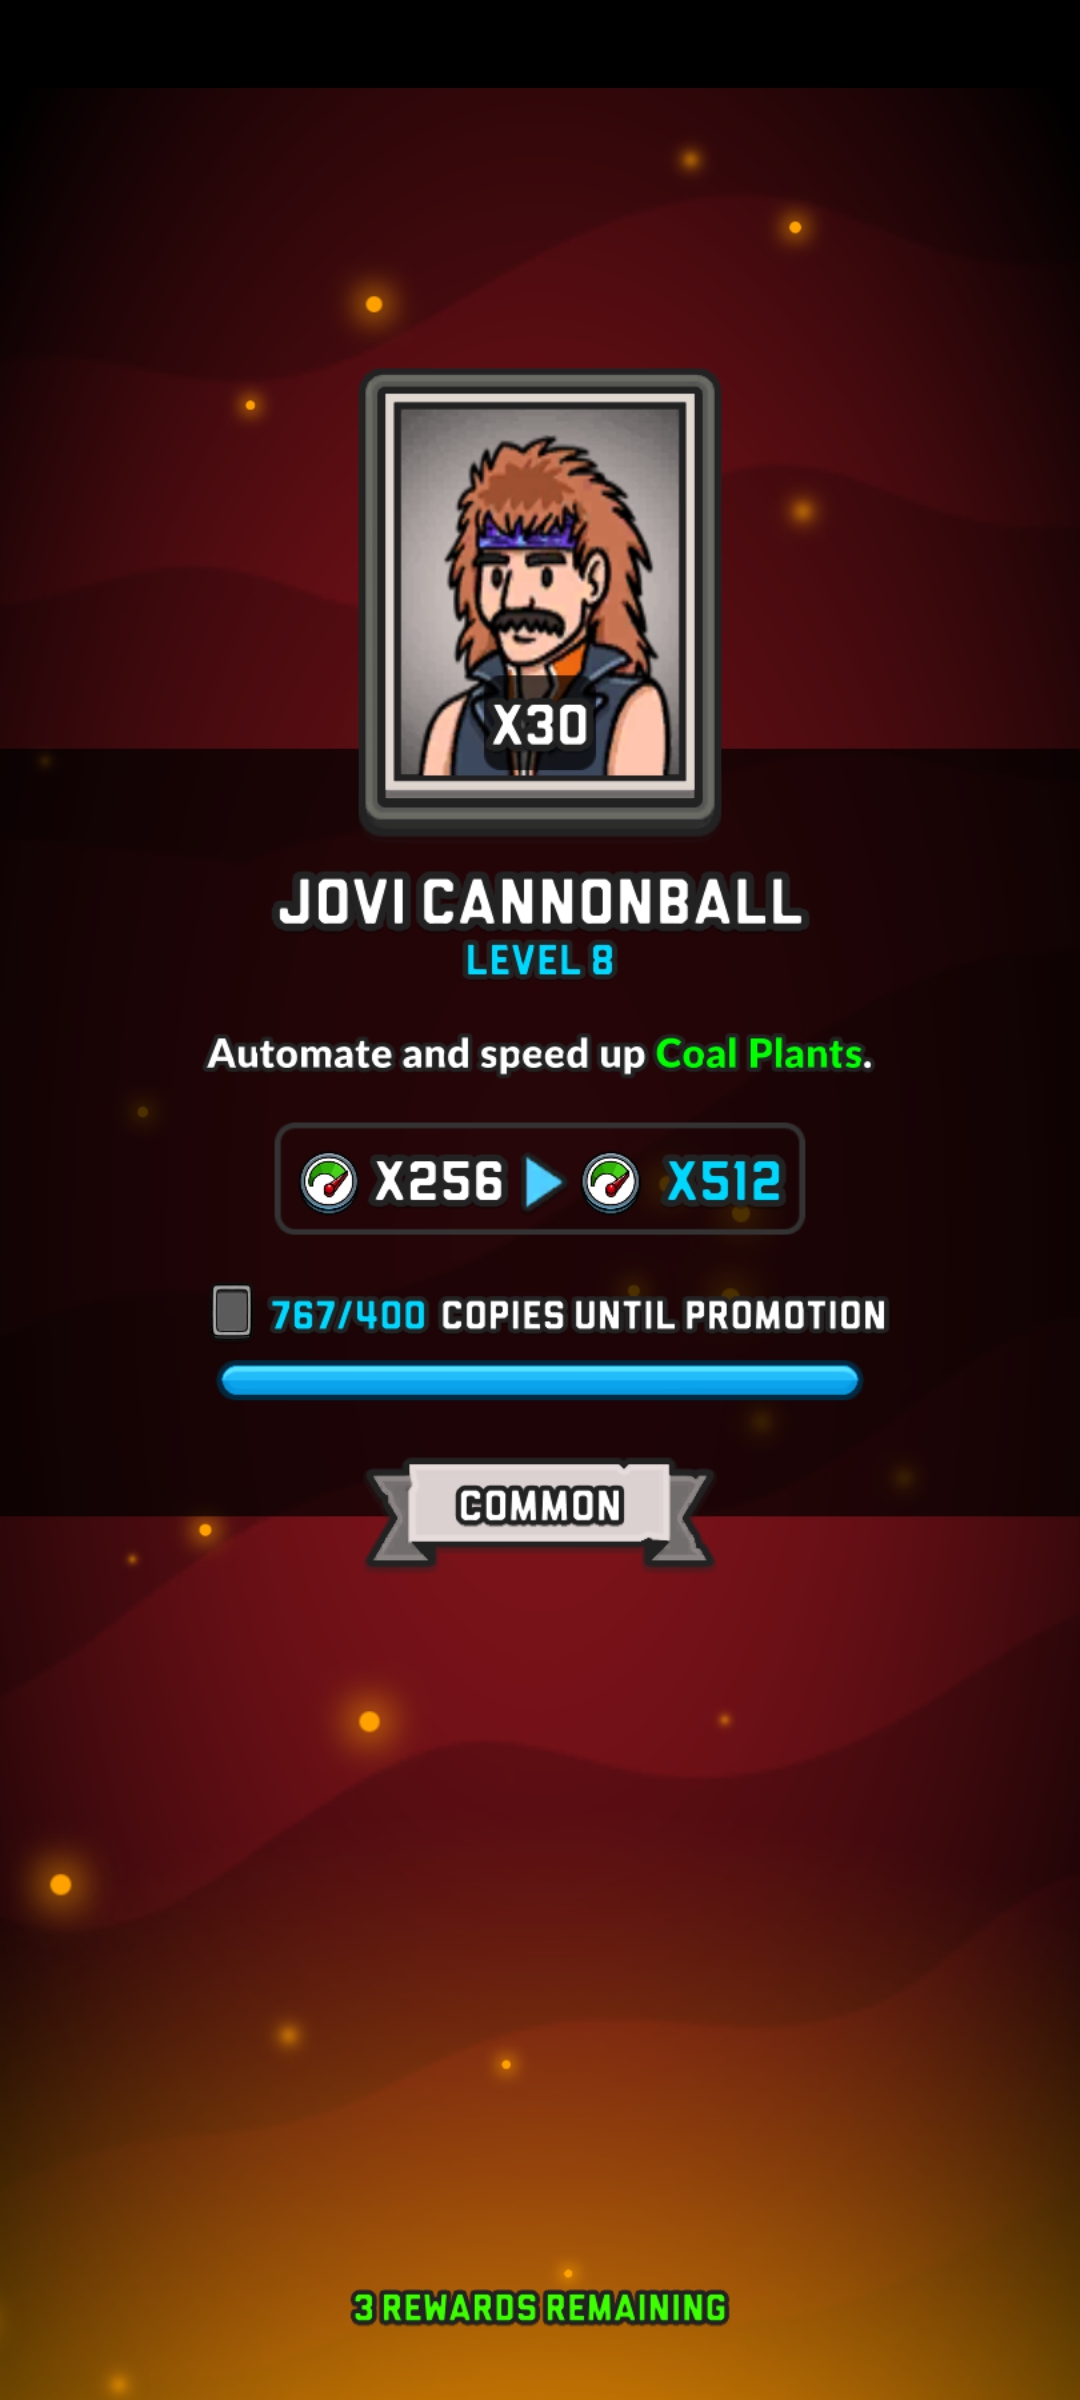 X30
JOVI CANNONBALL
LEVEL 8
Automate and speed up Coal Plants.
X256 X512
767/400 COPIES UNTIL PROMOTION
COMMON
3 REWARDS REMAINING